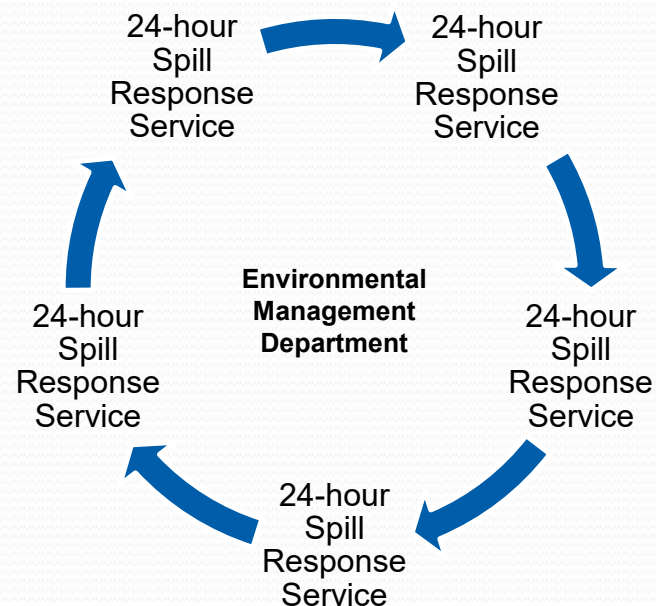 24-hour
Spill
Response
Service
24-hour
Spill
Response
Service
Environmental
Management
Department
24-hour
Spill
Response
Service
24-hour
Spill
Response
Service
24-hour
Spill
Response
Service